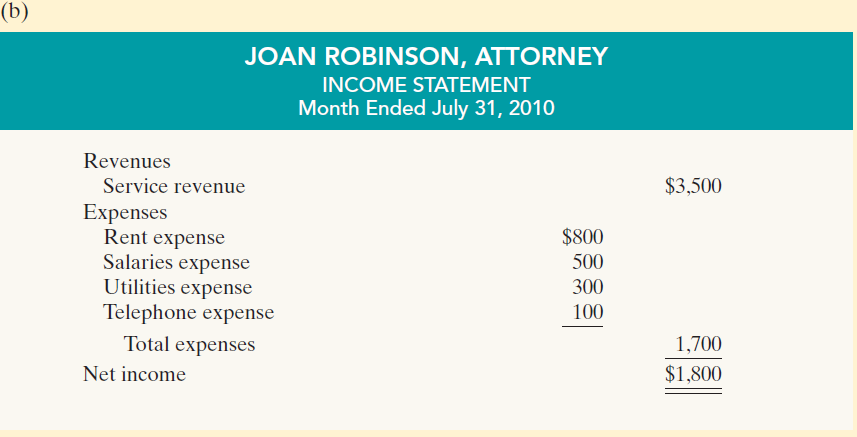 (b)
JOAN ROBINSON, ATTORNEY
INCOME STATEMENT
Month Ended July 31, 2010
Revenues
Service revenue $3,500
Expenses
Rent expense $800
Salaries expense 500
Utilities expense 300
Telephone expense 100
Total expenses 1,700
Net income $1,800